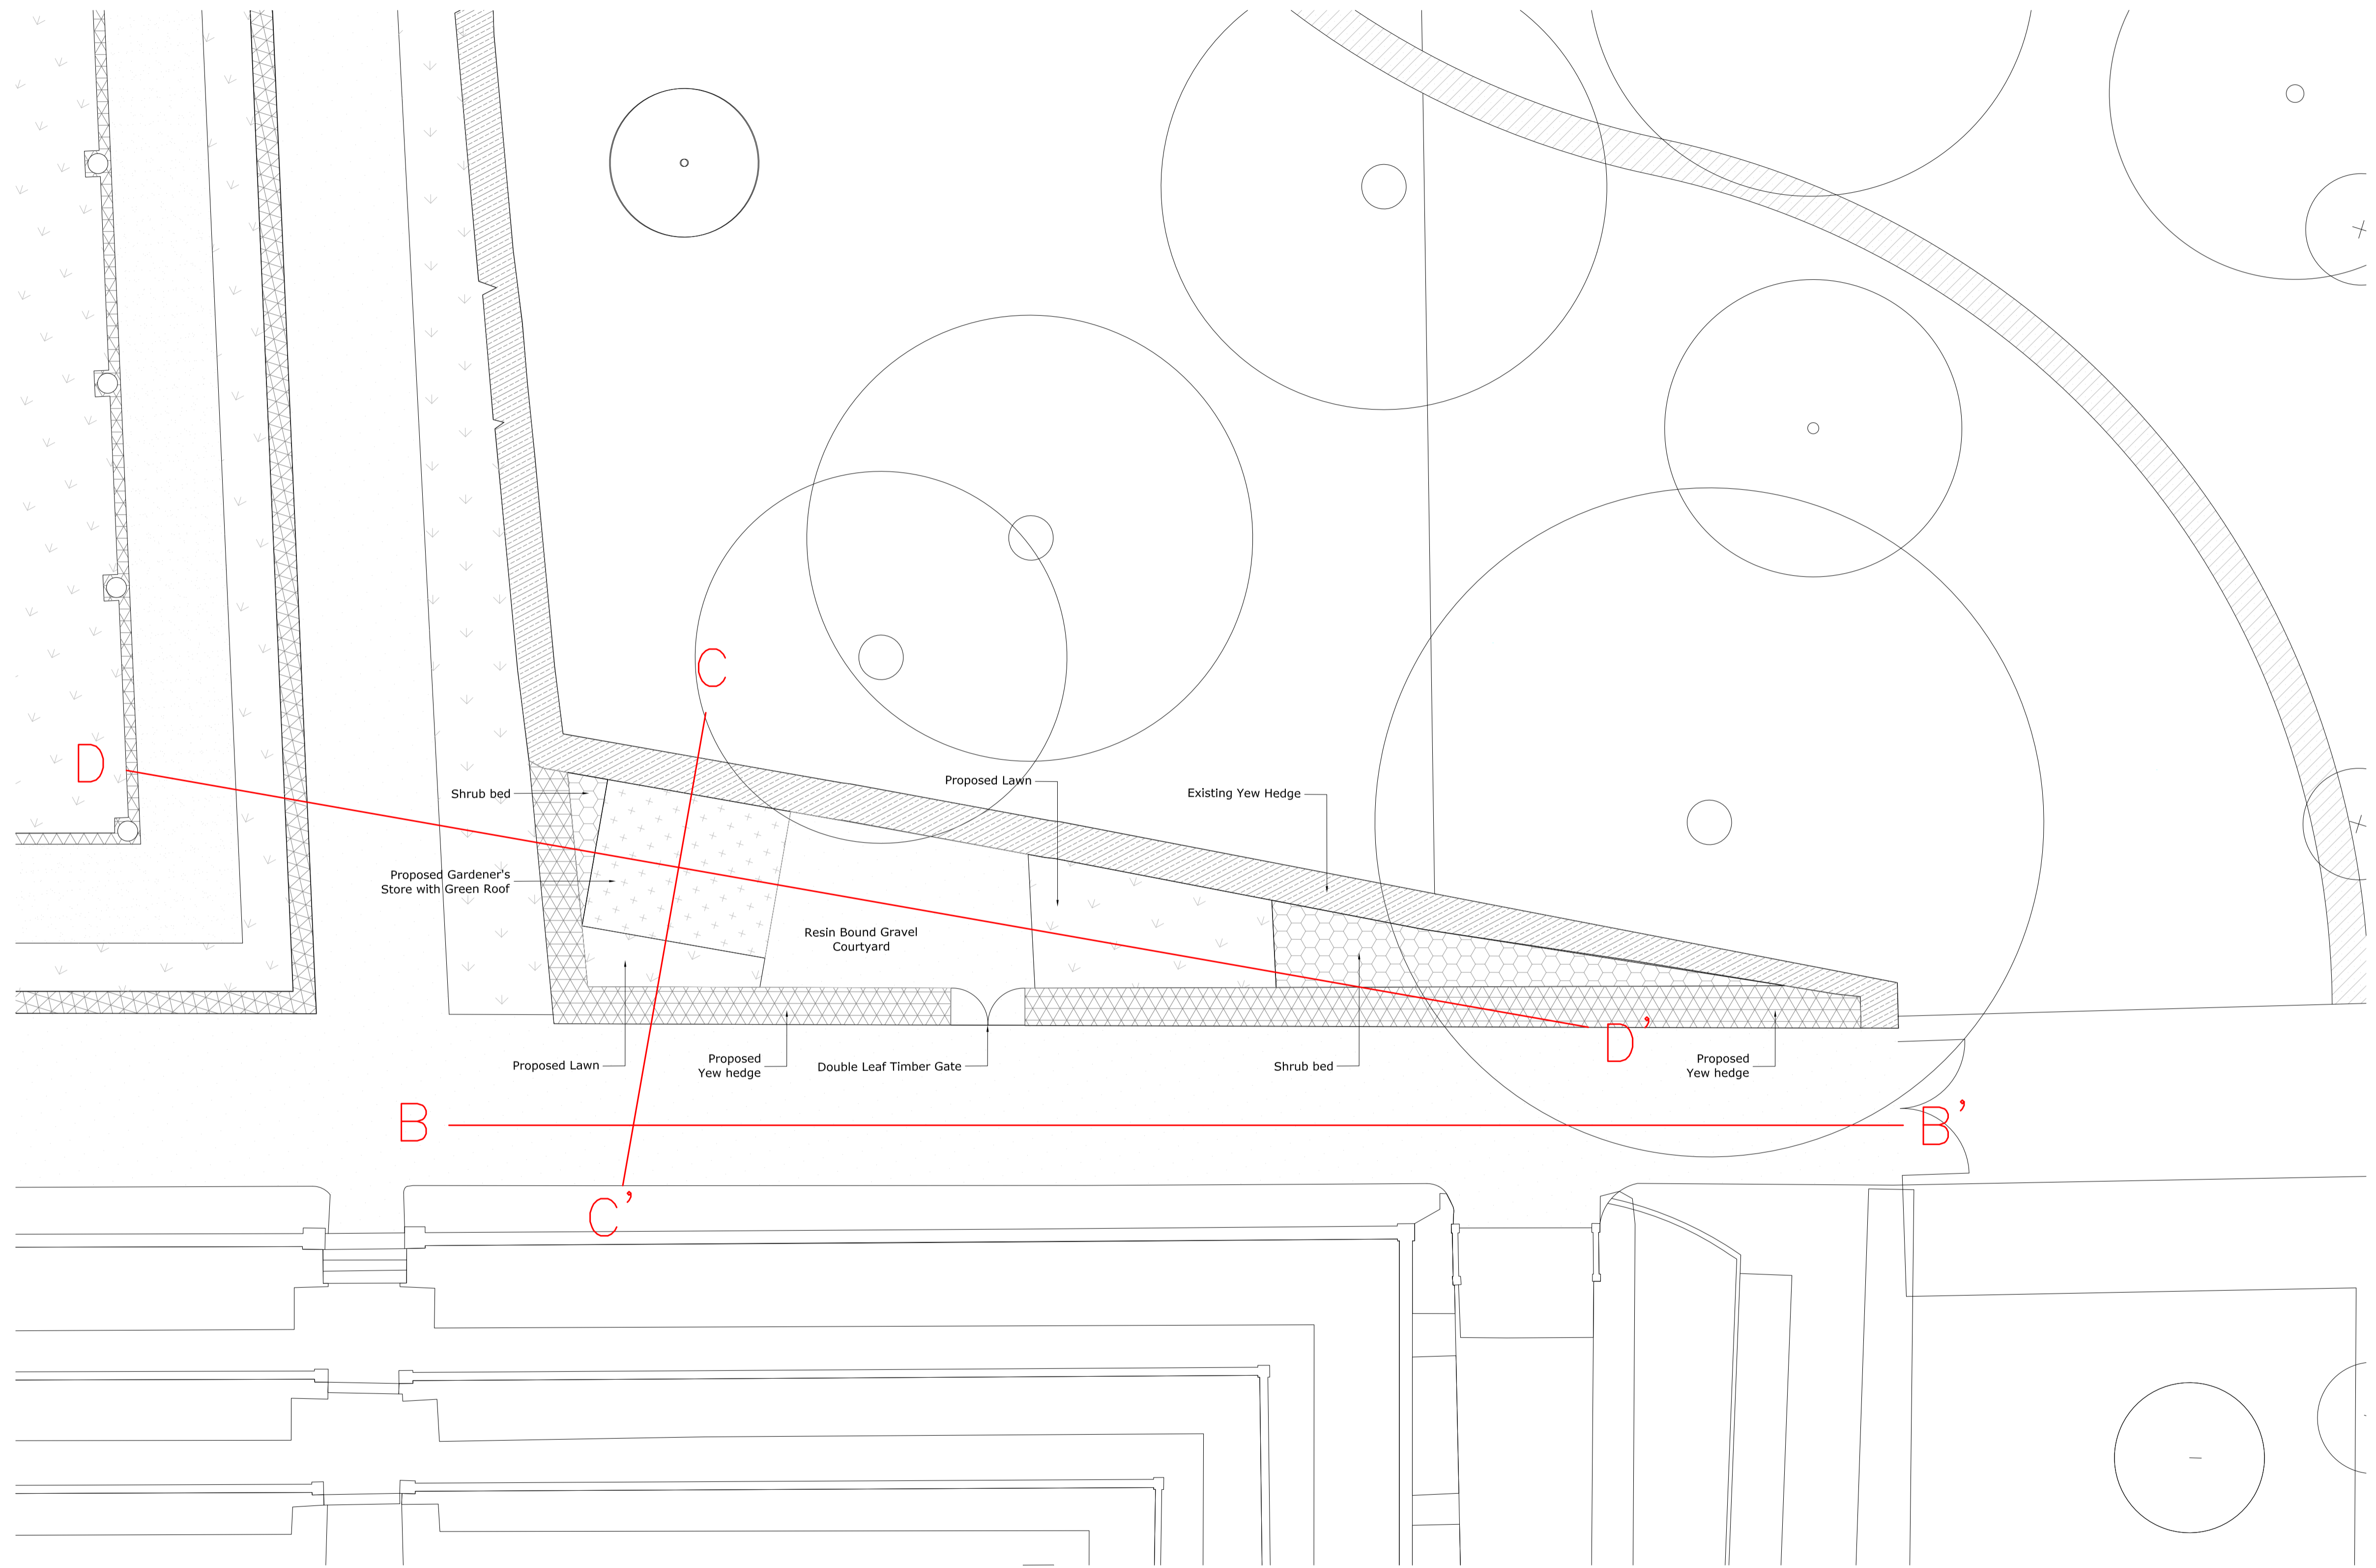 C
D
Shrub bed
Proposed Lawn
Existing Yew Hedge
Proposed Gardener's
Store with Green Roof
Resin Bound Gravel
Courtyard
D'
Proposed Lawn
Proposed
Yew hedge
Double Leaf Timber Gate
Shrub bed
Proposed
Yew hedge
B
B'
C'